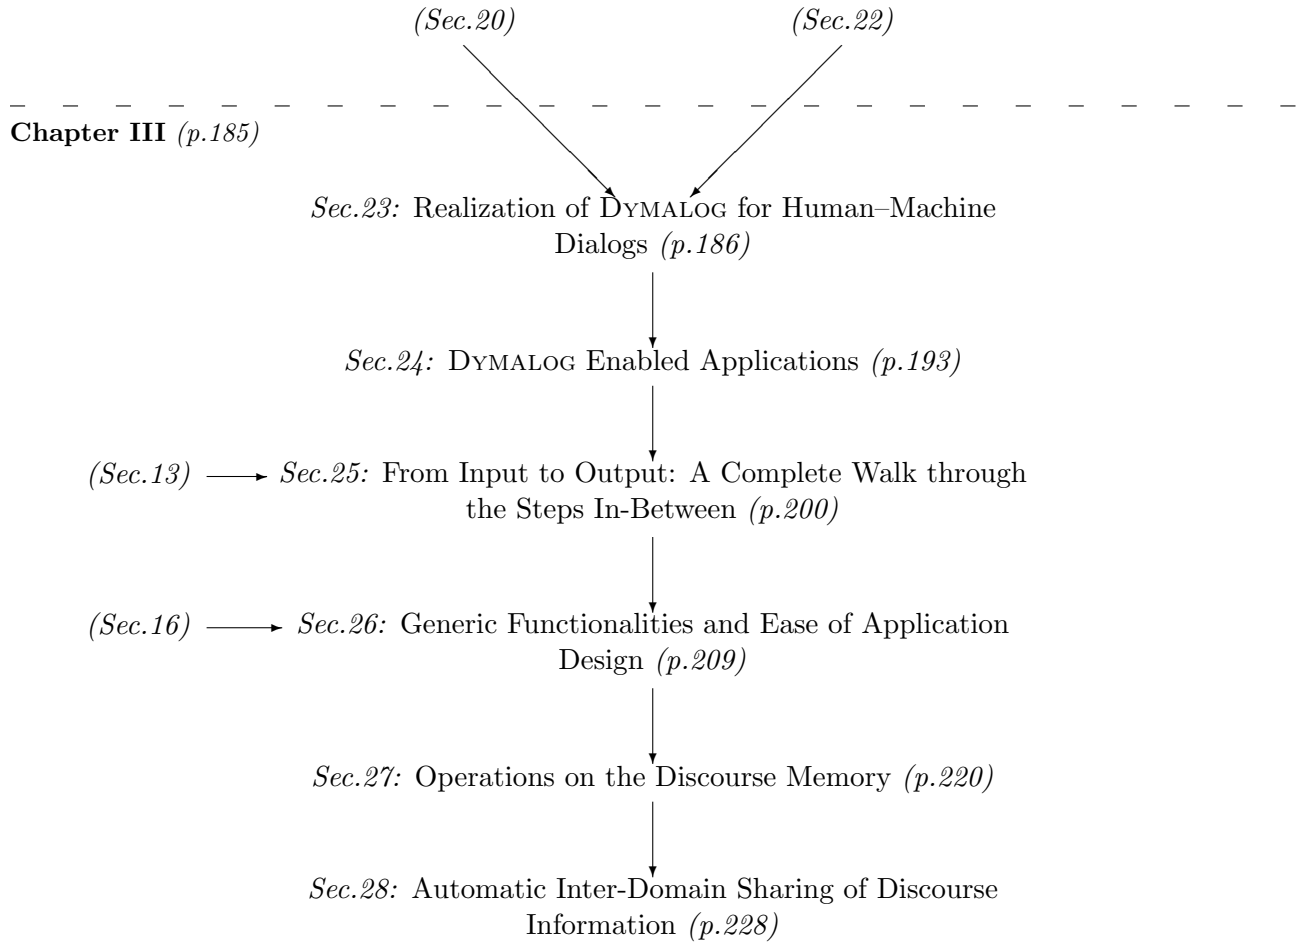 (Sec.20) (Sec.22)
Chapter III (p.185)
Sec.23: Realization of DYMALOG for Human–Machine
Dialogs (p.186)
Sec.24: DYMALOG Enabled Applications (p.193)
(Sec.13) Sec.25: From Input to Output: A Complete Walk through
the Steps In-Between (p.200)
(Sec.16) Sec.26: Generic Functionalities and Ease of Application
Design (p.209)
Sec.27: Operations on the Discourse Memory (p.220)
Sec.28: Automatic Inter-Domain Sharing of Discourse
Information (p.228)